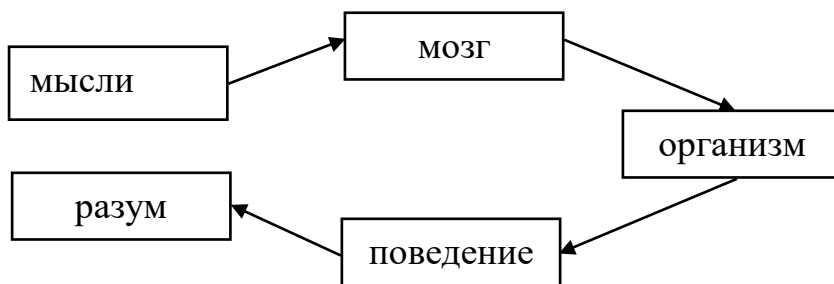 мысли
мозг
организм
поведение
разум